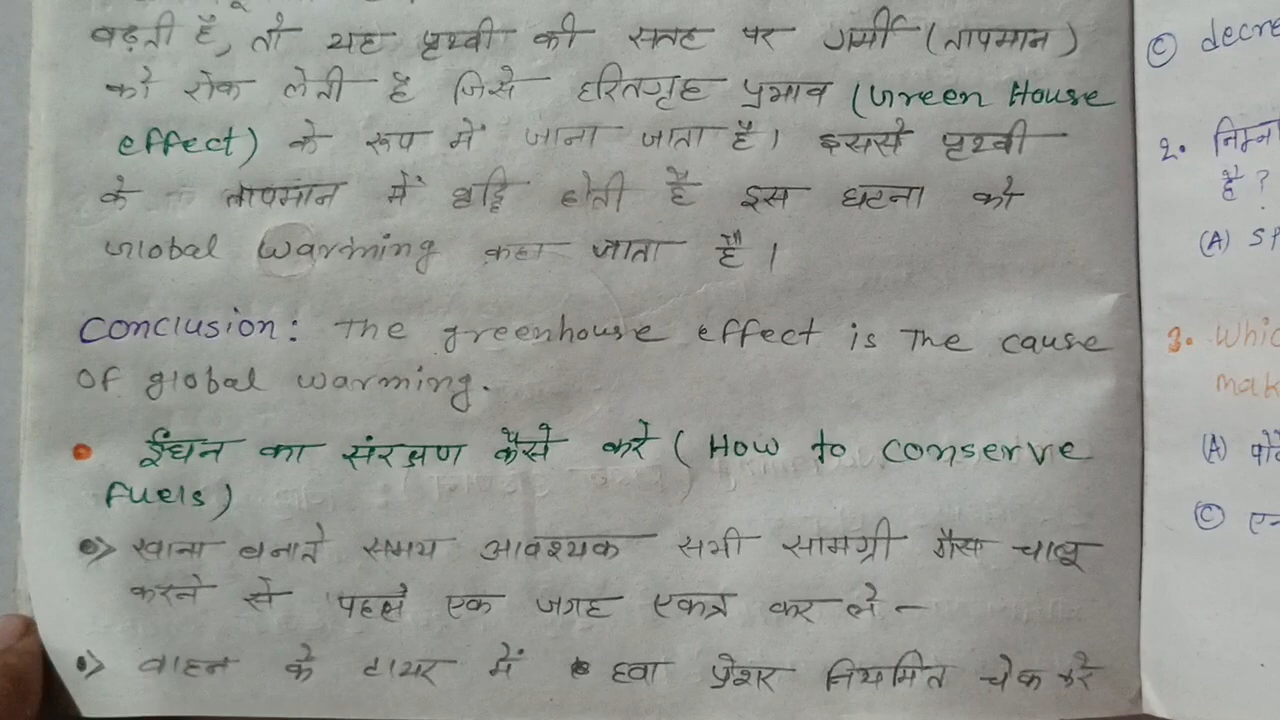 बढ़ती है, तो यह पृथ्वी की सतह पर गर्मी (तापमान)
को रोक लेती है जिसे हरितगृह प्रभाव (Green House
effect) के रूप में जाना जाता है। इससे पृथ्वी
के तापमान में वृद्धि होती है इस घटना को
Global Warming कहा जाता है।
Conclusion: The greenhouse effect is The cause
Of global warming.
• ईंधन का संरक्षण कैसे करे (How to conserve
fuels)
खाना बनाते समय आवश्यक सभी सामग्री गैस चालू
करने से पहले एक जगह एकत्र कर ले -
वाहन के टायर में हवा प्रेशर नियमित चेक करे
(C) decre
2. निम्न
है ?
(A) SP
3. Whic
mak
(A)
(C) एन